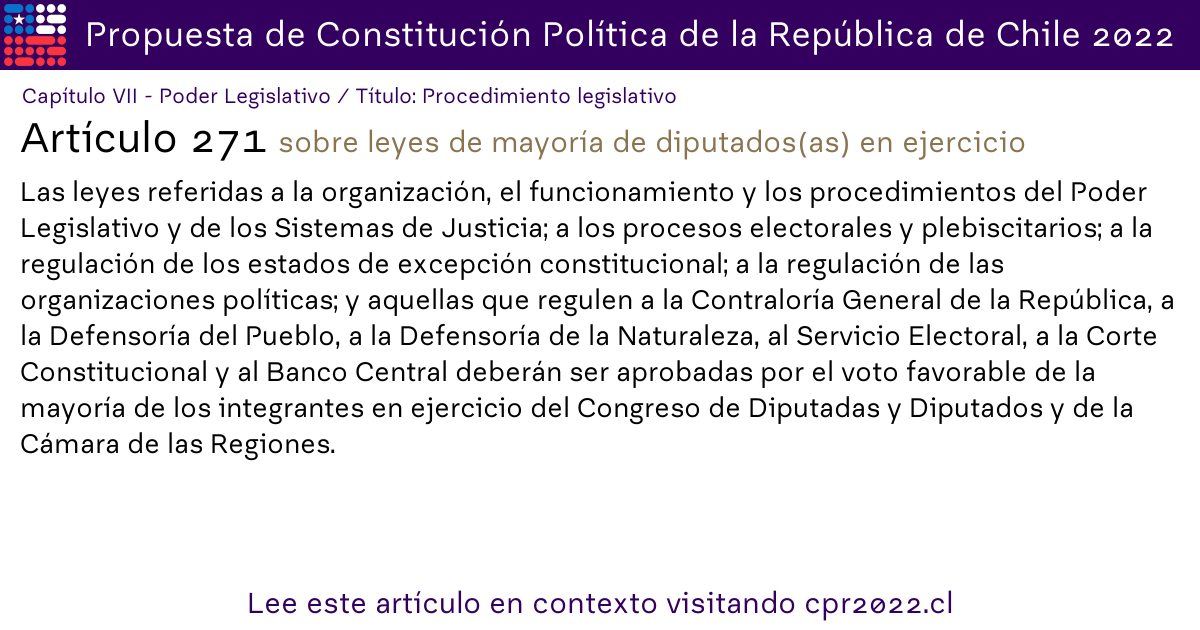 Propuesta de Constitución Política de la República de Chile 2022
Capítulo VII - Poder Legislativo / Título: Procedimiento legislativo
Artículo 271 sobre leyes de mayoría de diputados(as) en ejercicio
Las leyes referidas a la organización, el funcionamiento y los procedimientos del Poder
Legislativo y de los Sistemas de Justicia; a los procesos electorales y plebiscitarios; a la
regulación de los estados de excepción constitucional; a la regulación de las
organizaciones políticas; y aquellas que regulen a la Contraloría General de la República, a
la Defensoría del Pueblo, a la Defensoría de la Naturaleza, al Servicio Electoral, a la Corte
Constitucional y al Banco Central deberán ser aprobadas por el voto favorable de la
mayoría de los integrantes en ejercicio del Congreso de Diputadas y Diputados y de la
Cámara de las Regiones.
Lee este artículo en contexto visitando cpr2022.cl